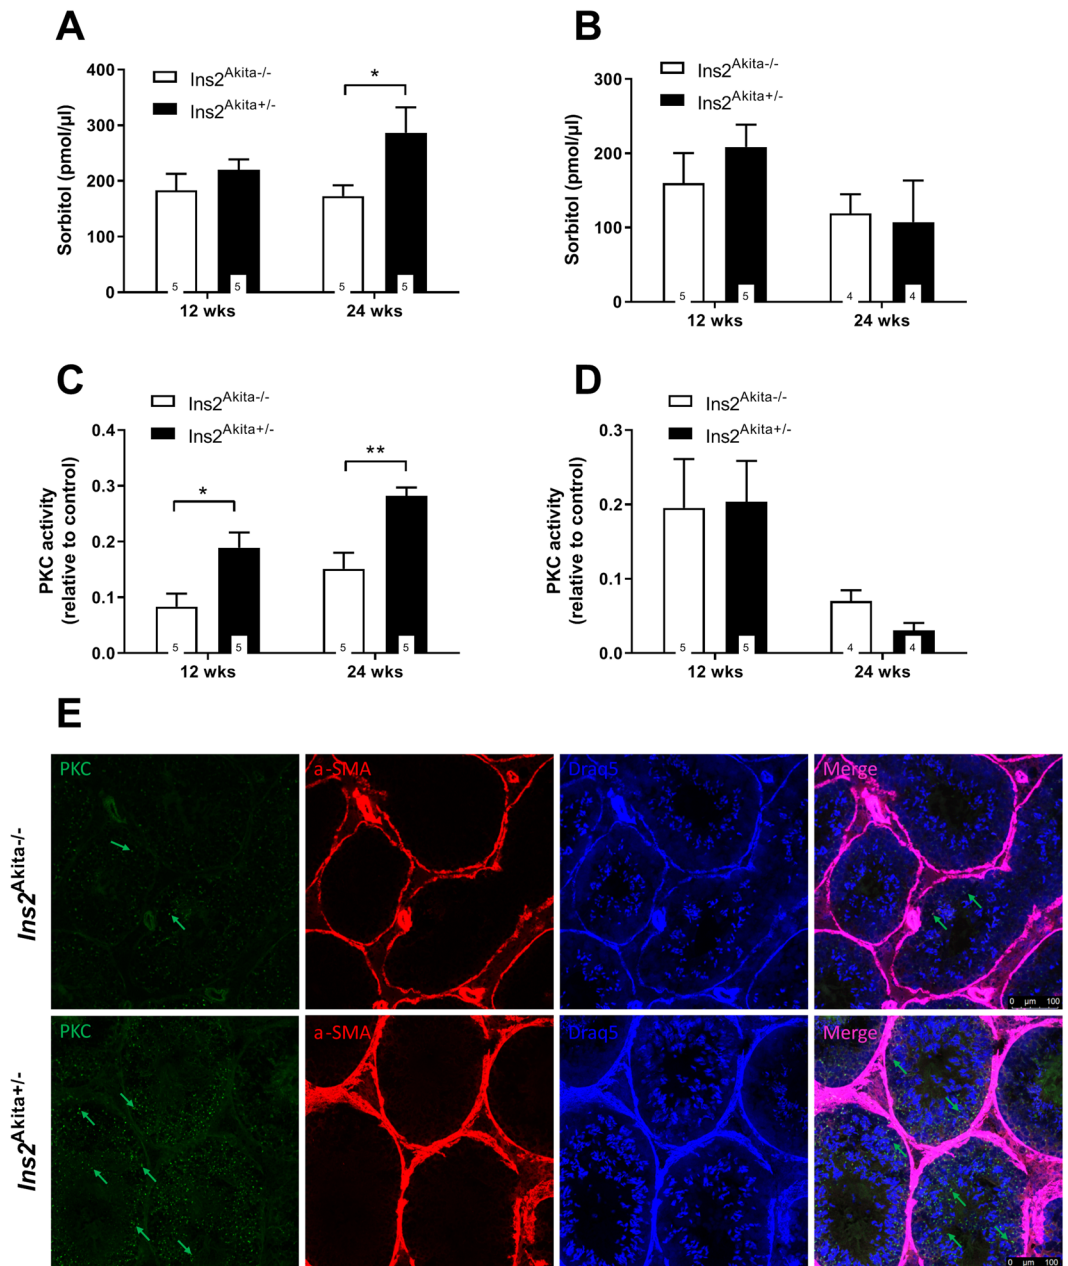 A
400
300
200
100
0
Sorbitol (pmol/µl)
Ins2Akita-/-
Ins2Akita+/-
*
5
5
5
5
12 wks
24 wks
B
300
200
100
0
Sorbitol (pmol/µl)
Ins2Akita-/-
Ins2Akita+/-
5
5
4
4
12 wks
24 wks
C
Ins2Akita-/-
Ins2Akita+/-
0.4
0.3
0.2
0.1
0.0
PKC activity
(relative to control)
*
**
5
5
5
5
12 wks
24 wks
D
Ins2Akita-/-
Ins2Akita+/-
0.3
0.2
0.1
0.0
PKC activity
(relative to control)
5
5
4
4
12 wks
24 wks
E
Ins2Akita-/-
PKC
a-SMA
Draq5
Merge
0 µm 100
Ins2Akita+/-
PKC
a-SMA
Draq5
Merge
0 µm 100